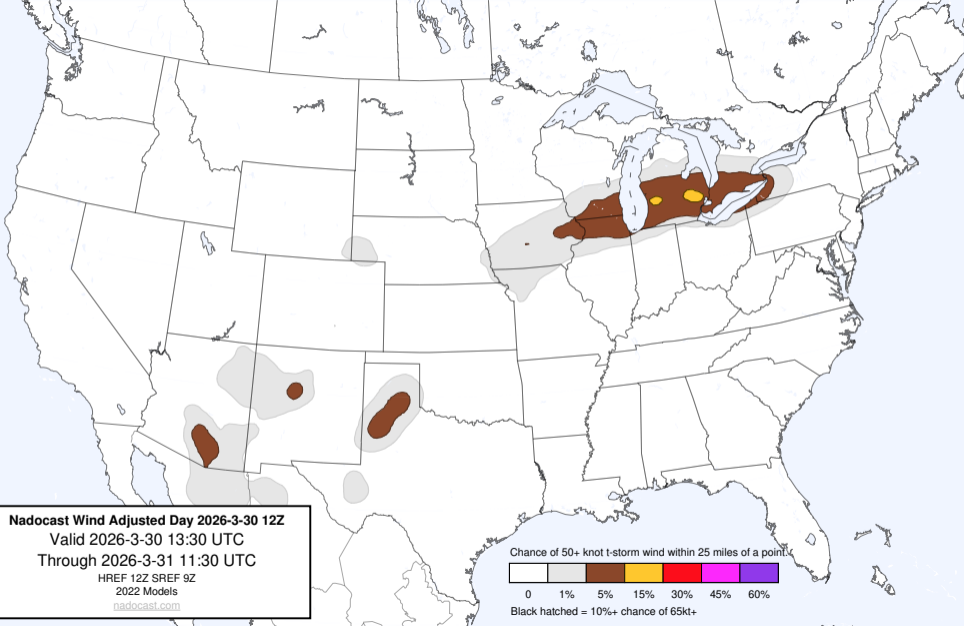 Nadocast Wind Adjusted Day 2026-3-30 12Z
Valid 2026-3-30 13:30 UTC
Through 2026-3-31 11:30 UTC
HREF 12Z SREF 9Z
2022 Models
nadocast.com
Chance of 50+ knot t-storm wind within 25 miles of a point.
0 1% 5% 15% 30% 45% 60%
Black hatched = 10%+ chance of 65kt+